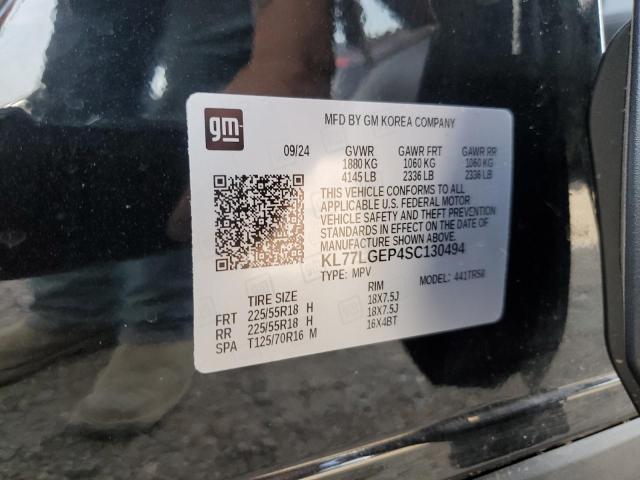 gm
MFD BY GM KOREA COMPANY
09/24 GVWR GAWR FRT GAWR RR
1880 KG 1060 KG 1060 KG
4145 LB 2336 LB 2336 LB
THIS VEHICLE CONFORMS TO ALL
APPLICABLE U.S. FEDERAL MOTOR
VEHICLE SAFETY AND THEFT PREVENTION
STANDARDS IN EFFECT ON THE DATE OF
MANUFACTURE SHOWN ABOVE.
KL77LGEP4SC130494
TYPE: MPV MODEL: 441TR58
TIRE SIZE RIM
FRT 225/55R18 H 18X7.5J
RR 225/55R18 H 18X7.5J
SPA T125/70R16 M 16X4BT